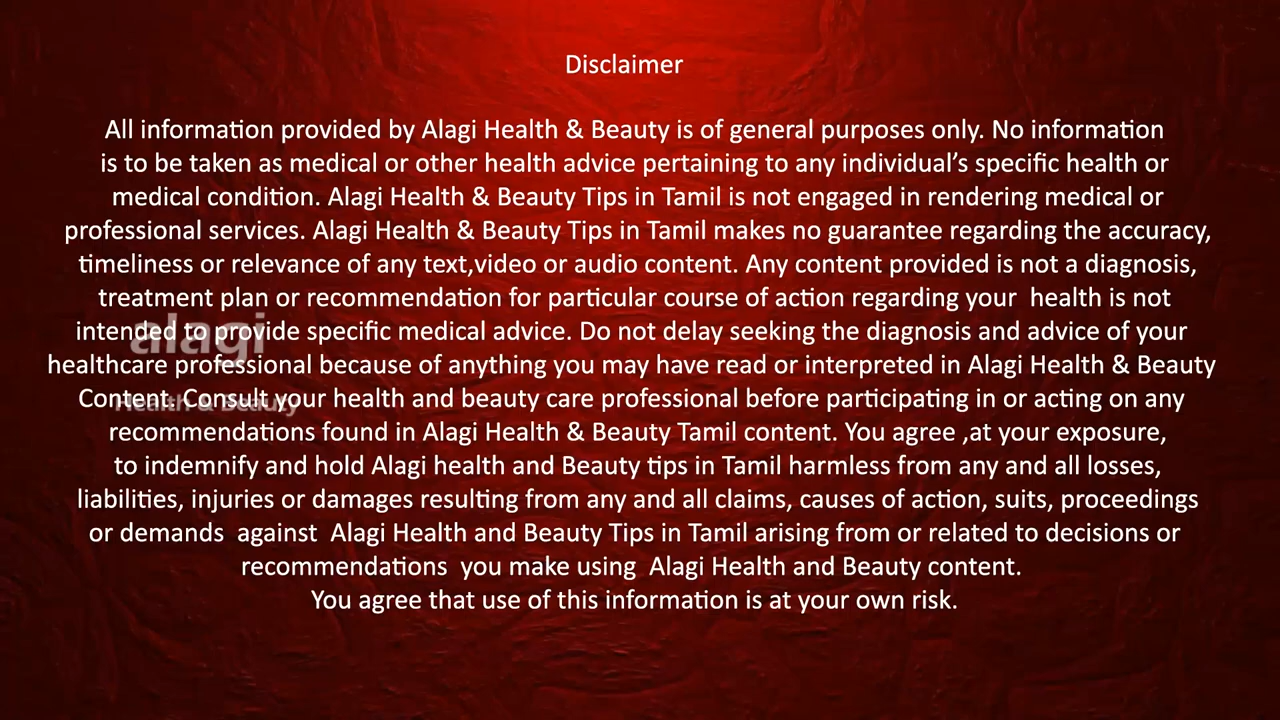 Disclaimer
All information provided by Alagi Health & Beauty is of general purposes only. No information
is to be taken as medical or other health advice pertaining to any individual’s specific health or
medical condition. Alagi Health & Beauty Tips in Tamil is not engaged in rendering medical or
professional services. Alagi Health & Beauty Tips in Tamil makes no guarantee regarding the accuracy,
timeliness or relevance of any text,video or audio content. Any content provided is not a diagnosis,
treatment plan or recommendation for particular course of action regarding your  health is not
intended to provide specific medical advice. Do not delay seeking the diagnosis and advice of your
healthcare professional because of anything you may have read or interpreted in Alagi Health & Beauty
Content. Consult your health and beauty care professional before participating in or acting on any
recommendations found in Alagi Health & Beauty Tamil content. You agree ,at your exposure,
to indemnify and hold Alagi health and Beauty tips in Tamil harmless from any and all losses,
liabilities, injuries or damages resulting from any and all claims, causes of action, suits, proceedings
or demands  against  Alagi Health and Beauty Tips in Tamil arising from or related to decisions or
recommendations  you make using  Alagi Health and Beauty content.
You agree that use of this information is at your own risk.
alagi
Health & Beauty